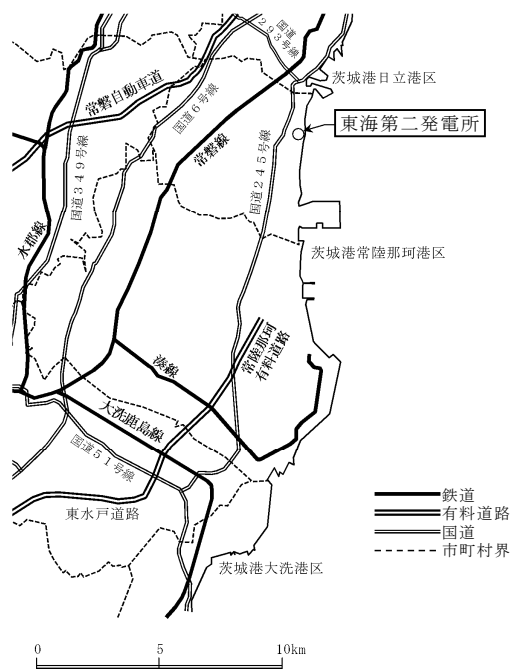 国道
２９３号線
茨城港日立港区
常磐自動車道
国道６号線
東海第二発電所
常磐線
国道３４９号線
国道２４５号線
水郡線
茨城港常陸那珂港区
常陸那珂
有料道路
湊線
大洗鹿島線
国道５１号線
東水戸道路
茨城港大洗港区
鉄道
有料道路
国道
市町村界
0 5 10km